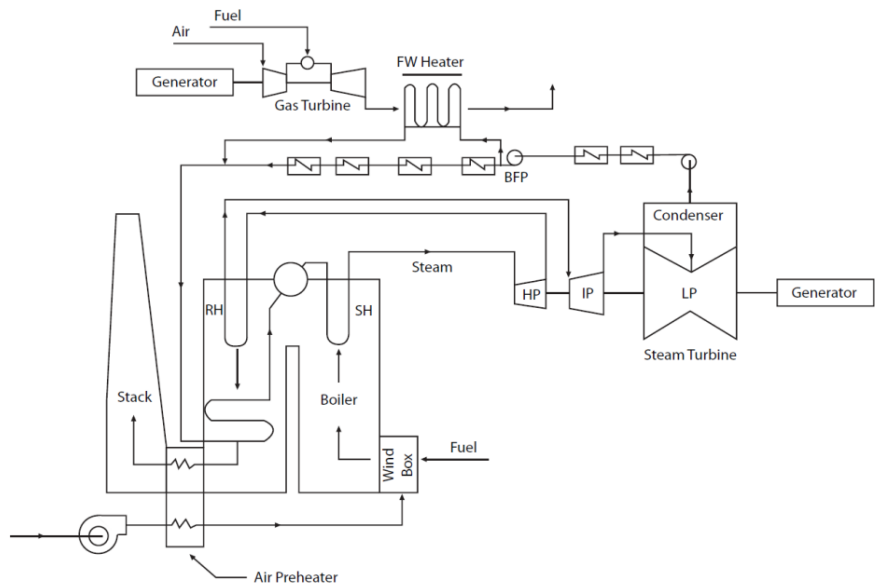 Fuel
Air
FW Heater
Generator
Gas Turbine
BFP
Condenser
Steam
HP
IP
LP
Generator
RH
SH
Steam Turbine
Stack
Boiler
Fuel
Wind
Box
Air Preheater